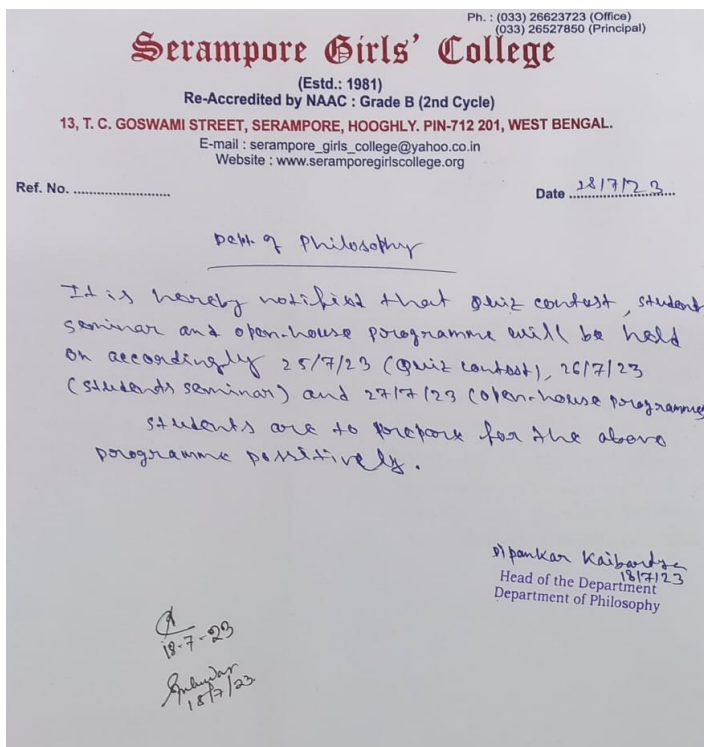 Ph. : (033) 26623723 (Office)
(033) 26527850 (Principal)
Serampore Girls' College
(Estd.: 1981)
Re-Accredited by NAAC : Grade B (2nd Cycle)
13, T. C. GOSWAMI STREET, SERAMPORE, HOOGHLY. PIN-712 201, WEST BENGAL.
E-mail : serampore_girls_college@yahoo.co.in
Website : www.seramporegirlscollege.org
Ref. No. ........................
Date 18/7/23
Deptt. of Philosophy
It is hereby notified that Quiz contest, student
seminar and open-house programme will be held
on accordingly 25/7/23 (Quiz contest), 26/7/23
(students seminar) and 27/7/23 (open-house programme)
students are to prepare for the above
programme possitively.
Dipankar Kaibartya
18/7/23
Head of the Department
Department of Philosophy
18-7-23
18/7/23